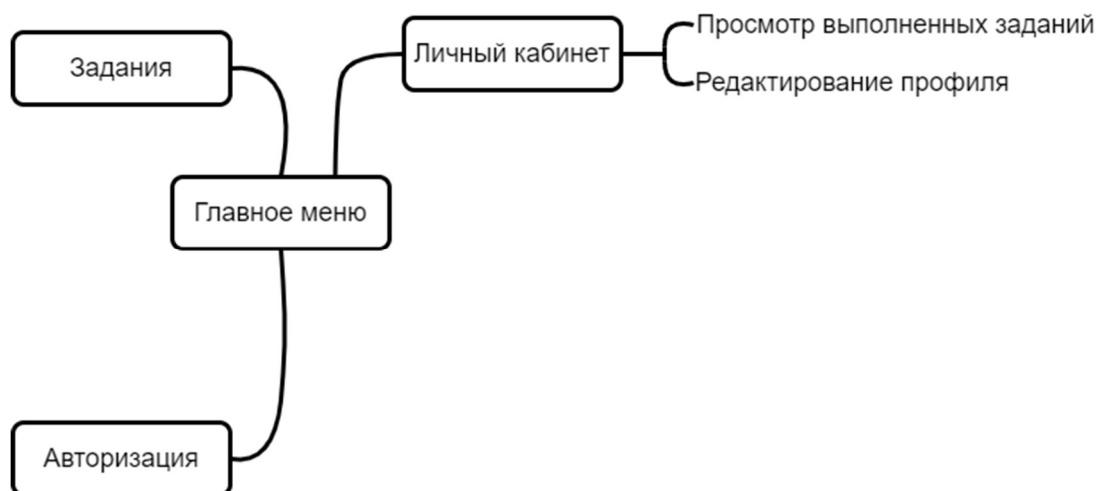 Просмотр выполненных заданий
Личный кабинет
Задания
Редактирование профиля
Главное меню
Авторизация